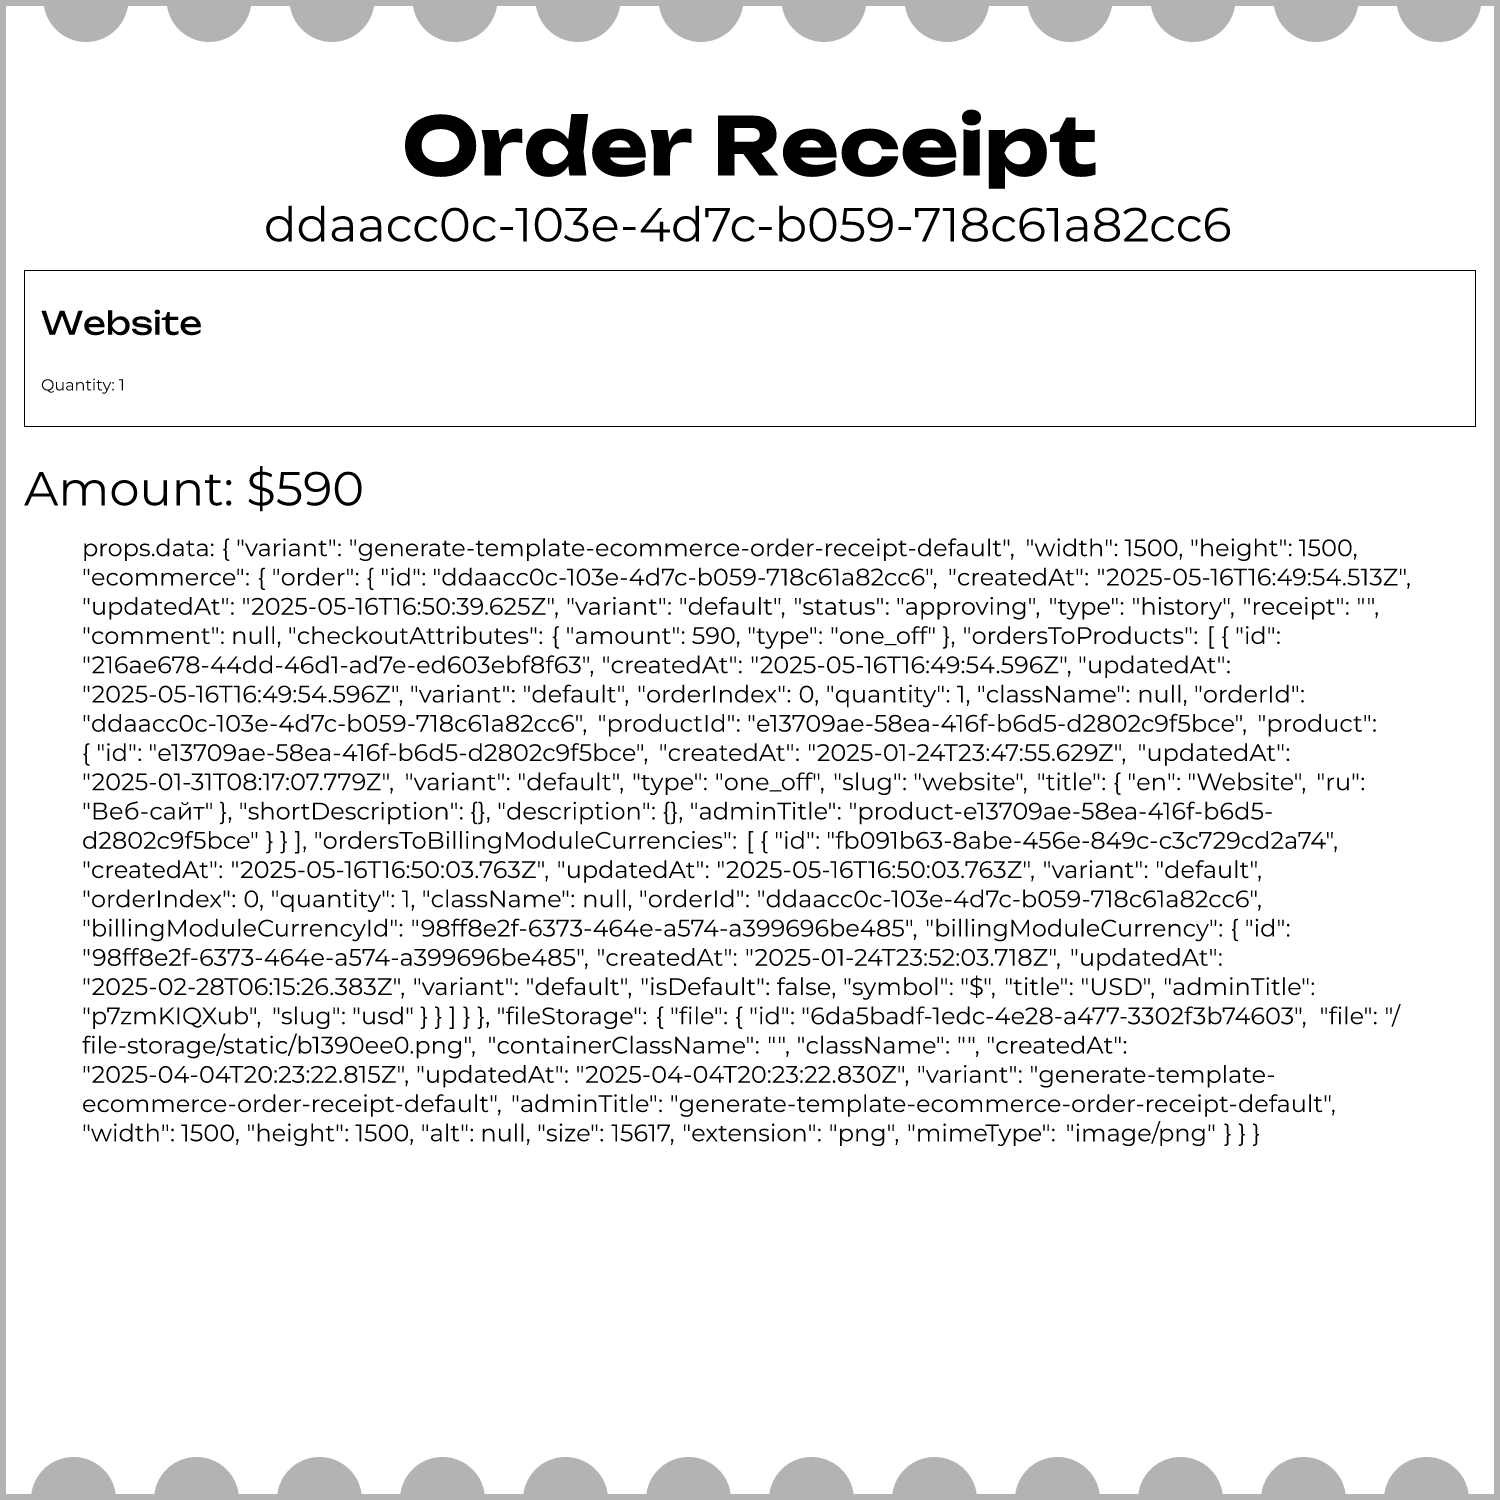 Order Receipt
ddaacc0c-103e-4d7c-b059-718c61a82cc6
Website
Quantity: 1
Amount: $590
props.data: { "variant": "generate-template-ecommerce-order-receipt-default", "width": 1500, "height": 1500,
"ecommerce": { "order": { "id": "ddaacc0c-103e-4d7c-b059-718c61a82cc6", "createdAt": "2025-05-16T16:49:54.513Z",
"updatedAt": "2025-05-16T16:50:39.625Z", "variant": "default", "status": "approving", "type": "history", "receipt": "",
"comment": null, "checkoutAttributes": { "amount": 590, "type": "one_off" }, "ordersToProducts": [ { "id":
"216ae678-44dd-46d1-ad7e-ed603ebf8f63", "createdAt": "2025-05-16T16:49:54.596Z", "updatedAt":
"2025-05-16T16:49:54.596Z", "variant": "default", "orderIndex": 0, "quantity": 1, "className": null, "orderId":
"ddaacc0c-103e-4d7c-b059-718c61a82cc6", "productId": "e13709ae-58ea-416f-b6d5-d2802c9f5bce", "product":
{ "id": "e13709ae-58ea-416f-b6d5-d2802c9f5bce", "createdAt": "2025-01-24T23:47:55.629Z", "updatedAt":
"2025-01-31T08:17:07.779Z", "variant": "default", "type": "one_off", "slug": "website", "title": { "en": "Website", "ru":
"Веб-сайт" }, "shortDescription": {}, "description": {}, "adminTitle": "product-e13709ae-58ea-416f-b6d5-
d2802c9f5bce" } } ], "ordersToBillingModuleCurrencies": [ { "id": "fb091b63-8abe-456e-849c-c3c729cd2a74",
"createdAt": "2025-05-16T16:50:03.763Z", "updatedAt": "2025-05-16T16:50:03.763Z", "variant": "default",
"orderIndex": 0, "quantity": 1, "className": null, "orderId": "ddaacc0c-103e-4d7c-b059-718c61a82cc6",
"billingModuleCurrencyId": "98ff8e2f-6373-464e-a574-a399696be485", "billingModuleCurrency": { "id":
"98ff8e2f-6373-464e-a574-a399696be485", "createdAt": "2025-01-24T23:52:03.718Z", "updatedAt":
"2025-02-28T06:15:26.383Z", "variant": "default", "isDefault": false, "symbol": "$", "title": "USD", "adminTitle":
"p7zmKIQXub", "slug": "usd" } } ] } }, "fileStorage": { "file": { "id": "6da5badf-1edc-4e28-a477-3302f3b74603", "file": "/
file-storage/static/b1390ee0.png", "containerClassName": "", "className": "", "createdAt":
"2025-04-04T20:23:22.815Z", "updatedAt": "2025-04-04T20:23:22.830Z", "variant": "generate-template-
ecommerce-order-receipt-default", "adminTitle": "generate-template-ecommerce-order-receipt-default",
"width": 1500, "height": 1500, "alt": null, "size": 15617, "extension": "png", "mimeType": "image/png" } } }